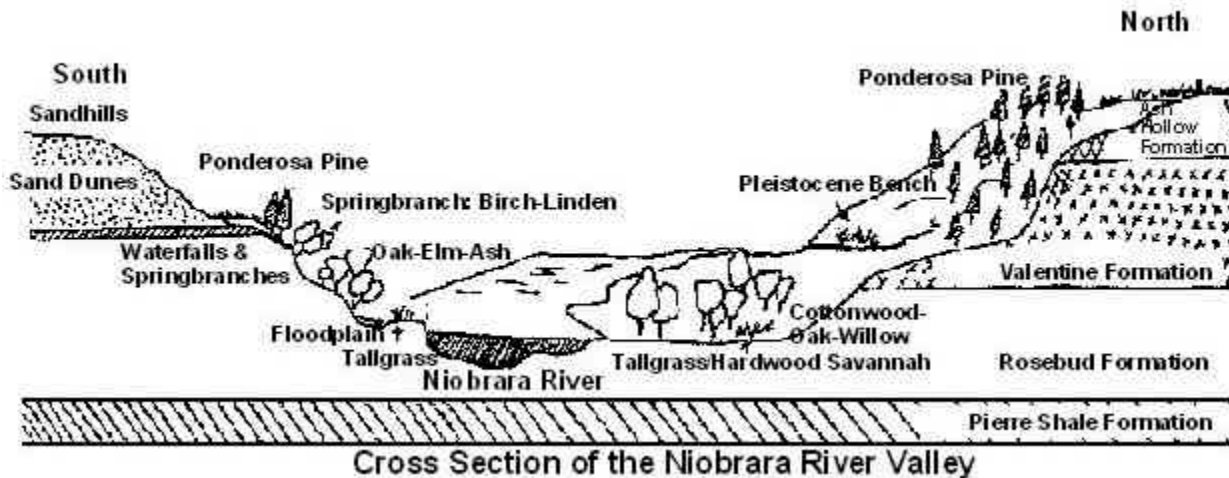 North
South
Ponderosa Pine
Sandhills
Ash
Hollow
Formation
Ponderosa Pine
Sand Dunes
Pleistocene Bench
Springbranch: Birch-Linden
Waterfalls &
Springbranches
Oak-Elm-Ash
Valentine Formation
Floodplain
Tallgrass
Cottonwood-
Oak-Willow
Tallgrass/Hardwood Savannah
Rosebud Formation
Niobrara River
Pierre Shale Formation
Cross Section of the Niobrara River Valley